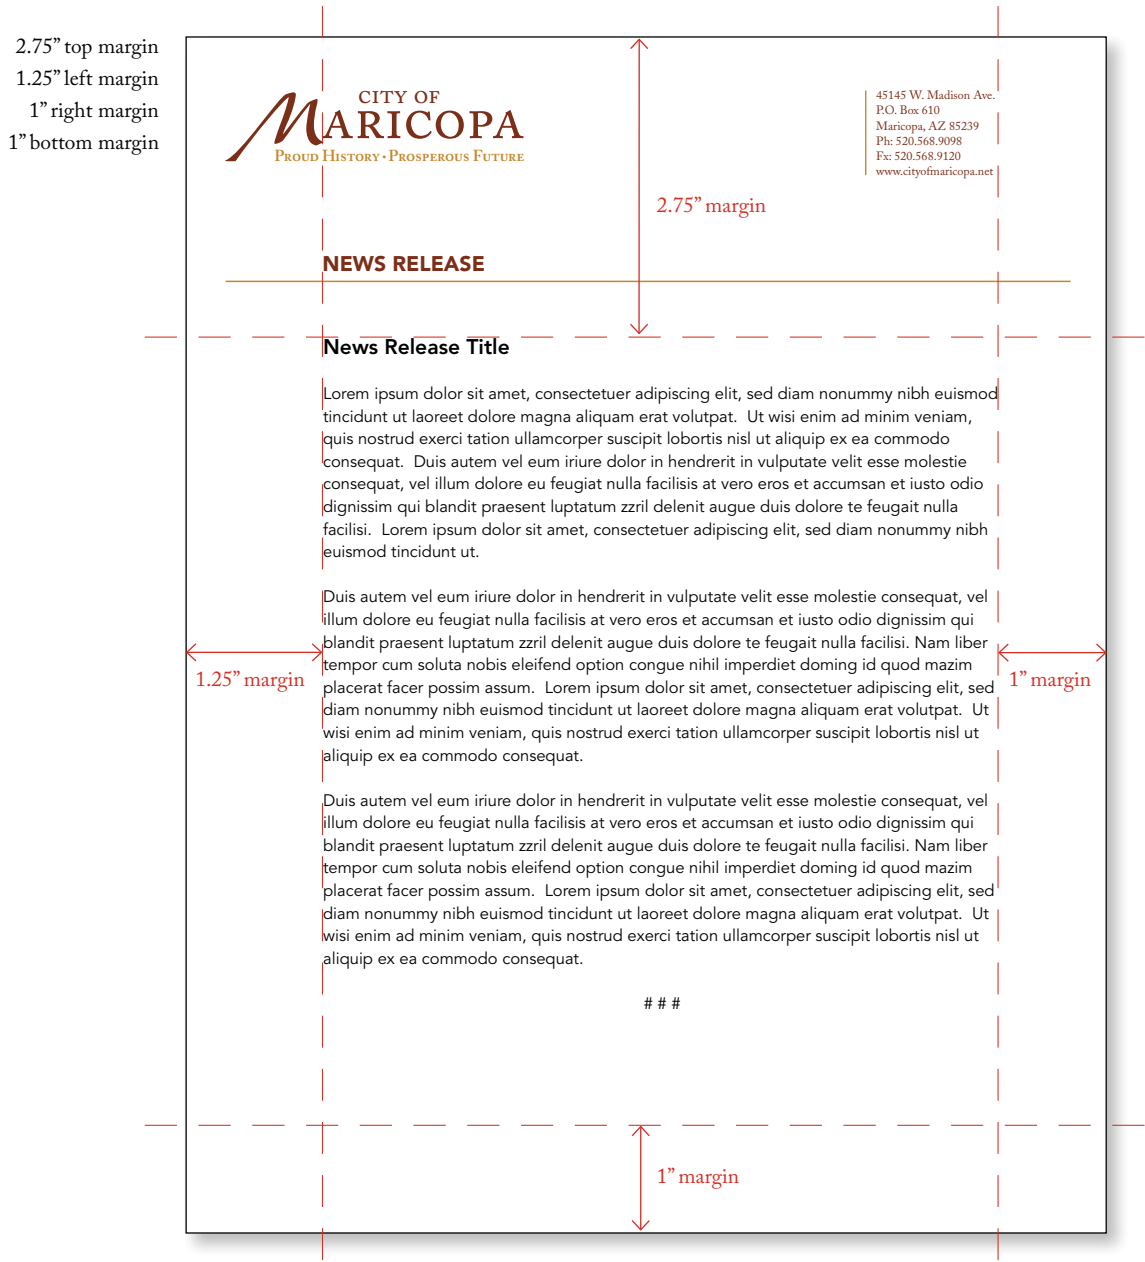 2.75” top margin
1.25” left margin
1” right margin
1” bottom margin
CITY OF
MARICOPA
PROUD HISTORY • PROSPEROUS FUTURE
45145 W. Madison Ave.
P.O. Box 610
Maricopa, AZ 85239
Ph: 520.568.9098
Fx: 520.568.9120
www.cityofmaricopa.net
2.75” margin
NEWS RELEASE
News Release Title
Lorem ipsum dolor sit amet, consectetuer adipiscing elit, sed diam nonummy nibh euismod
tincidunt ut laoreet dolore magna aliquam erat volutpat.  Ut wisi enim ad minim veniam,
quis nostrud exerci tation ullamcorper suscipit lobortis nisl ut aliquip ex ea commodo
consequat.  Duis autem vel eum iriure dolor in hendrerit in vulputate velit esse molestie
consequat, vel illum dolore eu feugiat nulla facilisis at vero eros et accumsan et iusto odio
dignissim qui blandit praesent luptatum zzril delenit augue duis dolore te feugait nulla
facilisi.  Lorem ipsum dolor sit amet, consectetuer adipiscing elit, sed diam nonummy nibh
euismod tincidunt ut.
Duis autem vel eum iriure dolor in hendrerit in vulputate velit esse molestie consequat, vel
illum dolore eu feugiat nulla facilisis at vero eros et accumsan et iusto odio dignissim qui
blandit praesent luptatum zzril delenit augue duis dolore te feugait nulla facilisi. Nam liber
tempor cum soluta nobis eleifend option congue nihil imperdiet doming id quod mazim
placerat facer possim assum.  Lorem ipsum dolor sit amet, consectetuer adipiscing elit, sed
diam nonummy nibh euismod tincidunt ut laoreet dolore magna aliquam erat volutpat.  Ut
wisi enim ad minim veniam, quis nostrud exerci tation ullamcorper suscipit lobortis nisl ut
aliquip ex ea commodo consequat.
1.25” margin
1” margin
Duis autem vel eum iriure dolor in hendrerit in vulputate velit esse molestie consequat, vel
illum dolore eu feugiat nulla facilisis at vero eros et accumsan et iusto odio dignissim qui
blandit praesent luptatum zzril delenit augue duis dolore te feugait nulla facilisi. Nam liber
tempor cum soluta nobis eleifend option congue nihil imperdiet doming id quod mazim
placerat facer possim assum.  Lorem ipsum dolor sit amet, consectetuer adipiscing elit, sed
diam nonummy nibh euismod tincidunt ut laoreet dolore magna aliquam erat volutpat.  Ut
wisi enim ad minim veniam, quis nostrud exerci tation ullamcorper suscipit lobortis nisl ut
aliquip ex ea commodo consequat.
# # #
1” margin